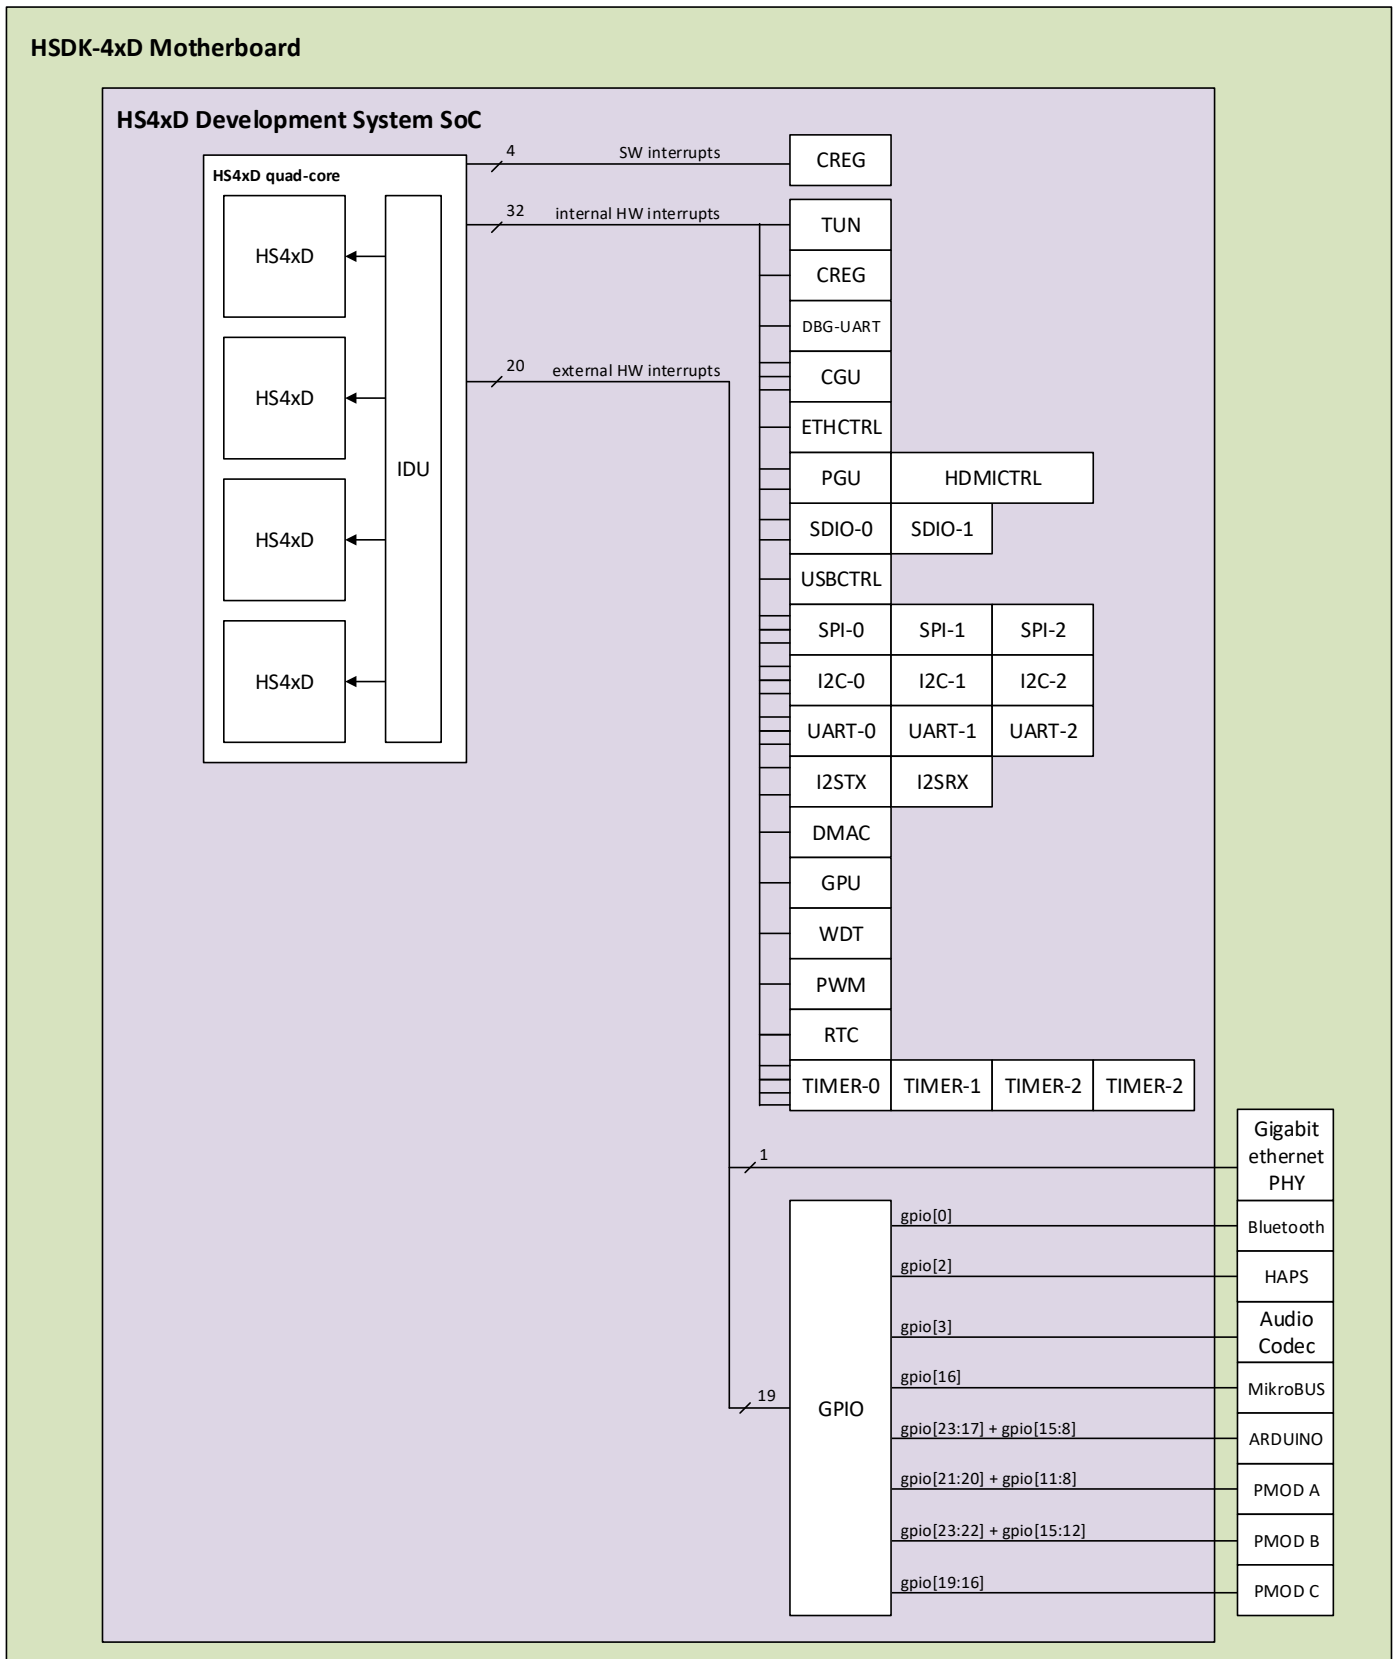 HSDK-4xD Motherboard
HS4xD Development System SoC
HS4xD quad-core
HS4xD
HS4xD
HS4xD
HS4xD
IDU
4
SW interrupts
CREG
32
internal HW interrupts
TUN
CREG
DBG-UART
20
external HW interrupts
CGU
ETHCTRL
PGU
HDMICTRL
SDIO-0
SDIO-1
USBCTRL
SPI-0
SPI-1
SPI-2
I2C-0
I2C-1
I2C-2
UART-0
UART-1
UART-2
I2STX
I2SRX
DMAC
GPU
WDT
PWM
RTC
TIMER-0
TIMER-1
TIMER-2
TIMER-2
1
Gigabit
ethernet
PHY
19
GPIO
gpio[0]
Bluetooth
gpio[2]
HAPS
gpio[3]
Audio
Codec
gpio[16]
MikroBUS
gpio[23:17] + gpio[15:8]
ARDUINO
gpio[21:20] + gpio[11:8]
PMOD A
gpio[23:22] + gpio[15:12]
PMOD B
gpio[19:16]
PMOD C